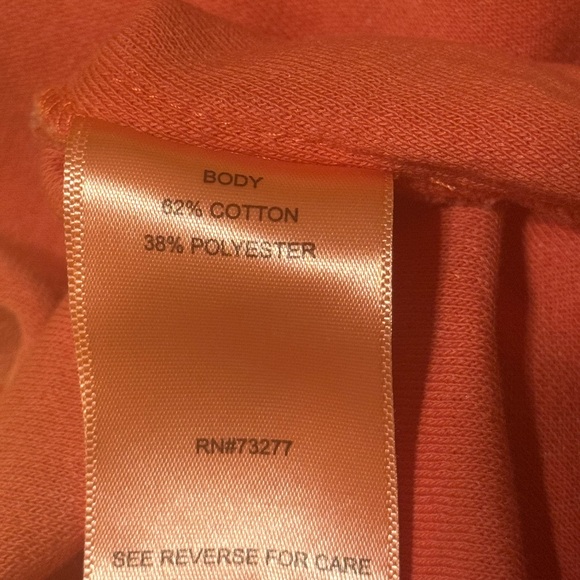 BODY
62% COTTON
38% POLYESTER
RN#73277
SEE REVERSE FOR CARE